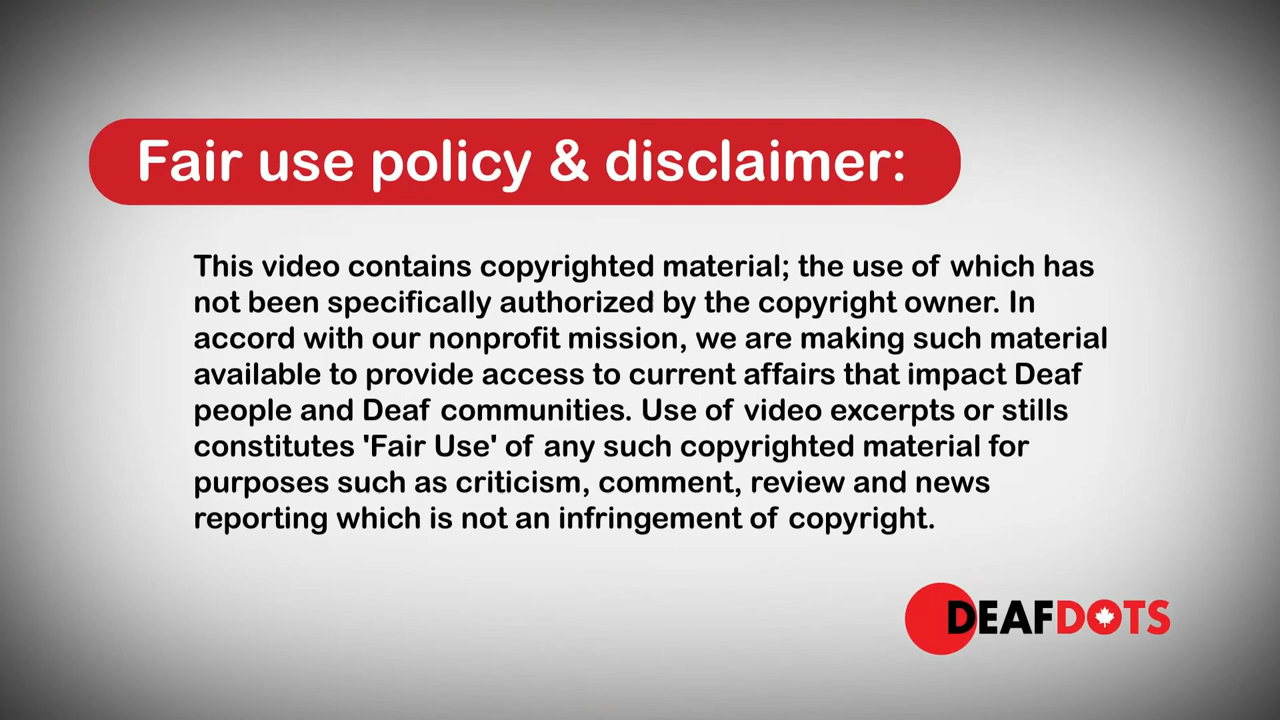 Fair use policy & disclaimer:
This video contains copyrighted material; the use of which has
not been specifically authorized by the copyright owner. In
accord with our nonprofit mission, we are making such material
available to provide access to current affairs that impact Deaf
people and Deaf communities. Use of video excerpts or stills
constitutes 'Fair Use' of any such copyrighted material for
purposes such as criticism, comment, review and news
reporting which is not an infringement of copyright.
DEAFDOTS